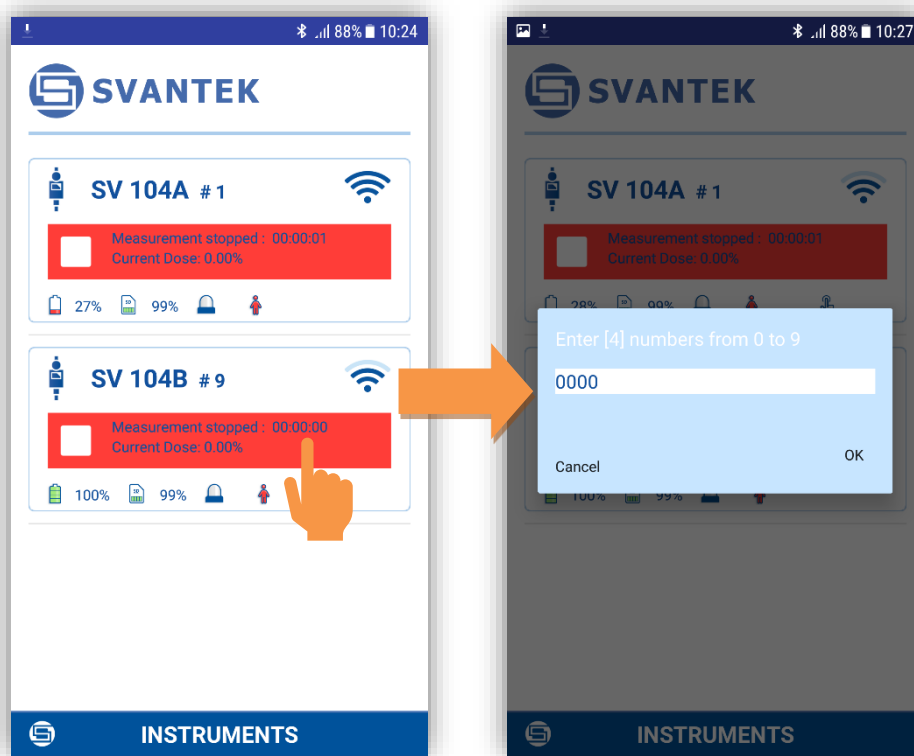 88% 10:24
SVANTEK
SV 104A # 1
Measurement stopped : 00:00:01
Current Dose: 0.00%
27% SD 99%
SV 104B # 9
Measurement stopped : 00:00:00
Current Dose: 0.00%
100% SD 99%
INSTRUMENTS
88% 10:27
SVANTEK
SV 104A # 1
Measurement stopped : 00:00:01
Current Dose: 0.00%
28% 99%
Enter [4] numbers from 0 to 9
0000
Cancel
OK
100% 99%
INSTRUMENTS